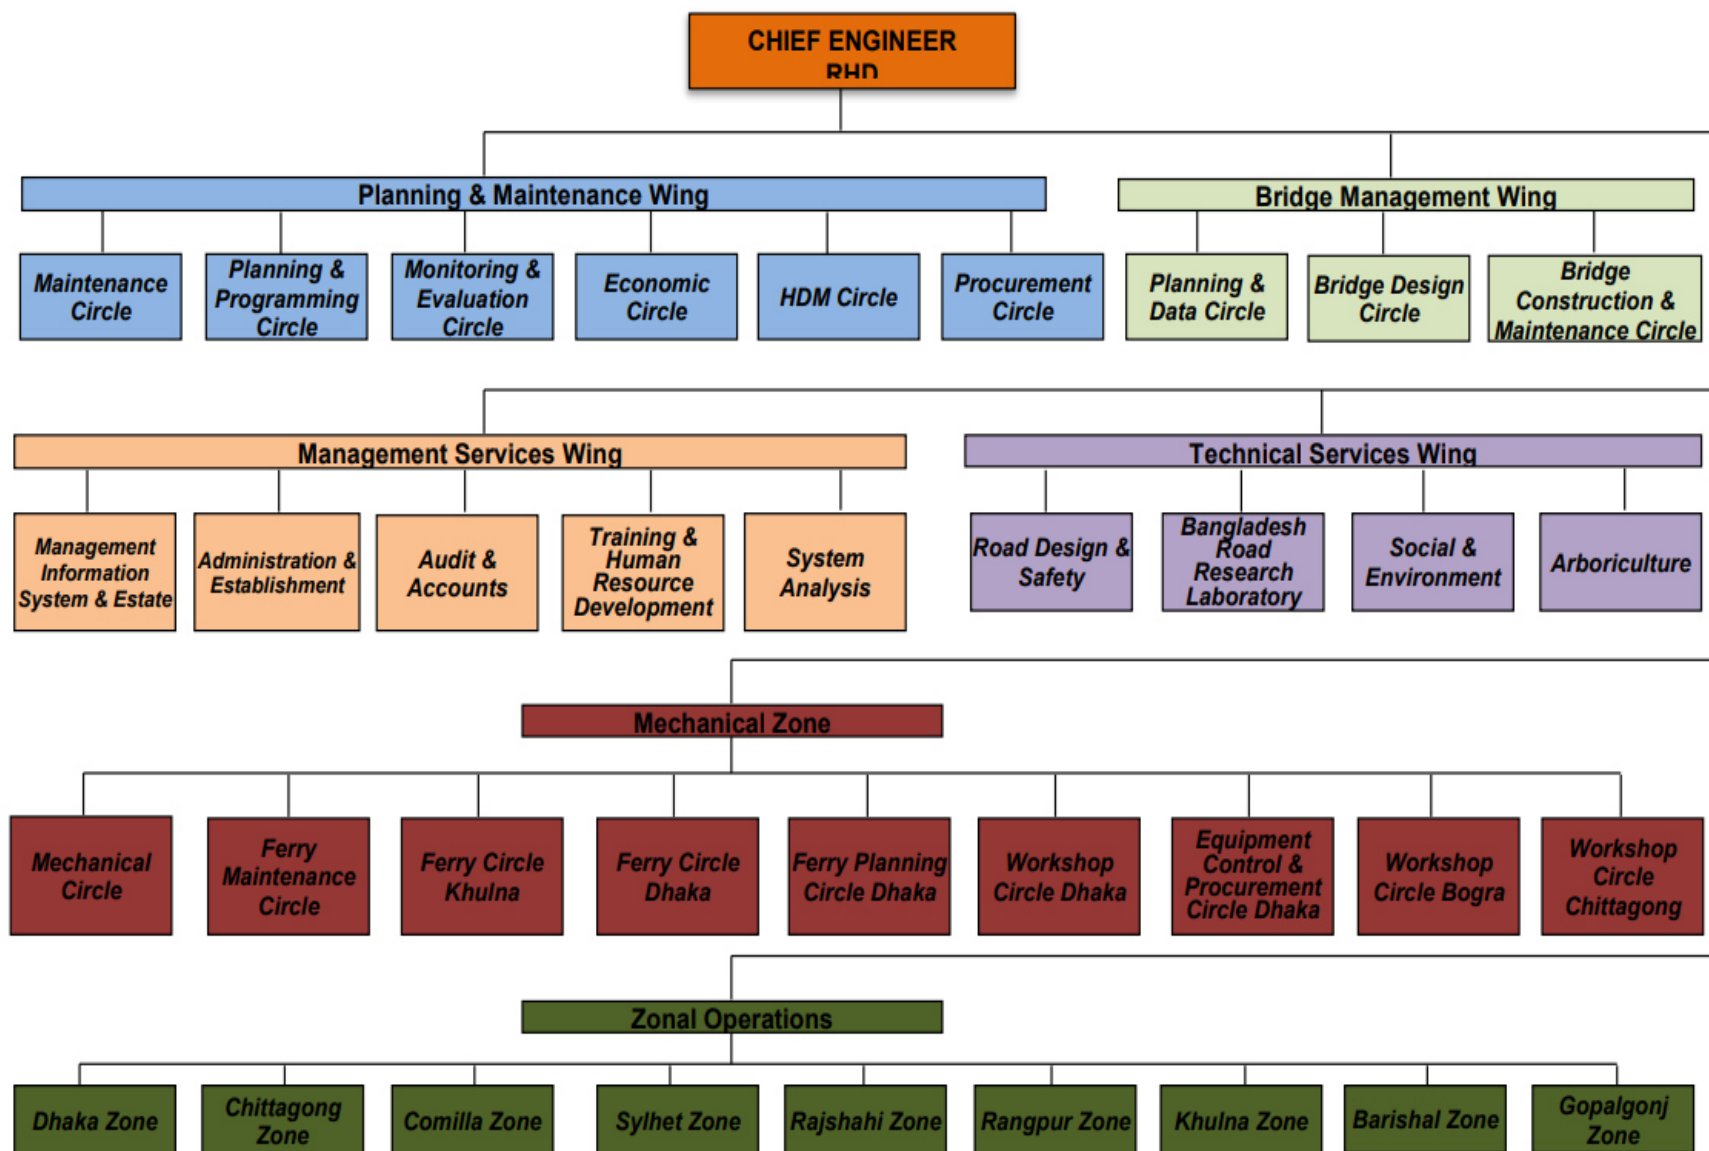 CHIEF ENGINEER
RHD
Planning & Maintenance Wing
Bridge Management Wing
Maintenance
Circle
Planning &
Programming
Circle
Monitoring &
Evaluation
Circle
Economic
Circle
HDM Circle
Procurement
Circle
Planning &
Data Circle
Bridge Design
Circle
Bridge
Construction &
Maintenance Circle
Management Services Wing
Technical Services Wing
Management
Information
System & Estate
Administration &
Establishment
Audit &
Accounts
Training &
Human
Resource
Development
System
Analysis
Road Design &
Safety
Bangladesh
Road
Research
Laboratory
Social &
Environment
Arboriculture
Mechanical Zone
Mechanical
Circle
Ferry
Maintenance
Circle
Ferry Circle
Khulna
Ferry Circle
Dhaka
Ferry Planning
Circle Dhaka
Workshop
Circle Dhaka
Equipment
Control &
Procurement
Circle Dhaka
Workshop
Circle Bogra
Workshop
Circle
Chittagong
Zonal Operations
Dhaka Zone
Chittagong
Zone
Comilla Zone
Sylhet Zone
Rajshahi Zone
Rangpur Zone
Khulna Zone
Barishal Zone
Gopalgonj
Zone